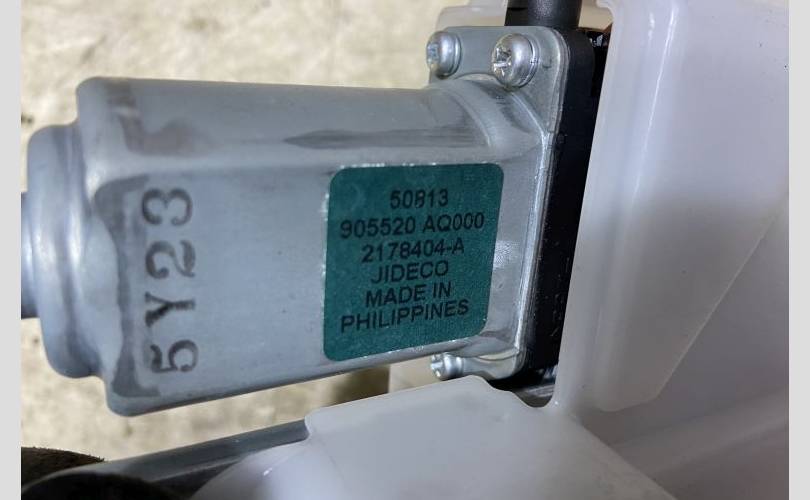 50813
905520 AQ000
2178404-A
JIDECO
MADE IN
PHILIPPINES
5Y23